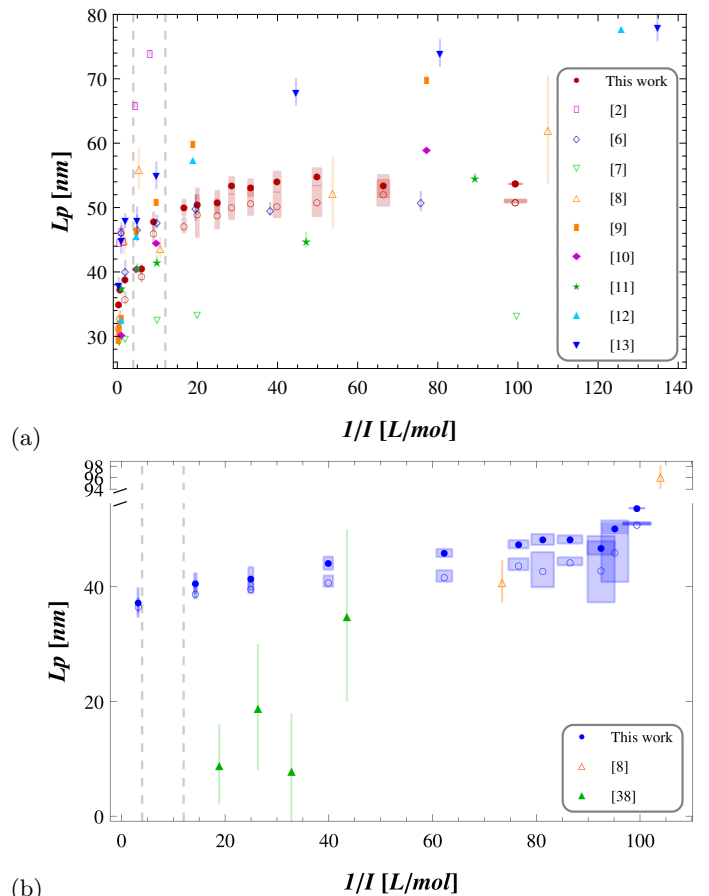 80
70
60
50
40
30
Lp [nm]
This work
[2]
[6]
[7]
[8]
[9]
[10]
[11]
[12]
[13]
0 20 40 60 80 100 120 140
(a)
1/I [L/mol]
98
96
94
40
20
0
Lp [nm]
This work
[8]
[38]
0 20 40 60 80 100
(b)
1/I [L/mol]